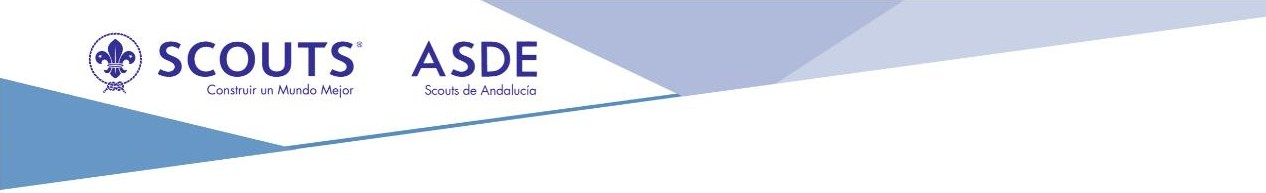 SCOUTS®
Construir un Mundo Mejor
ASDE
Scouts de Andalucía